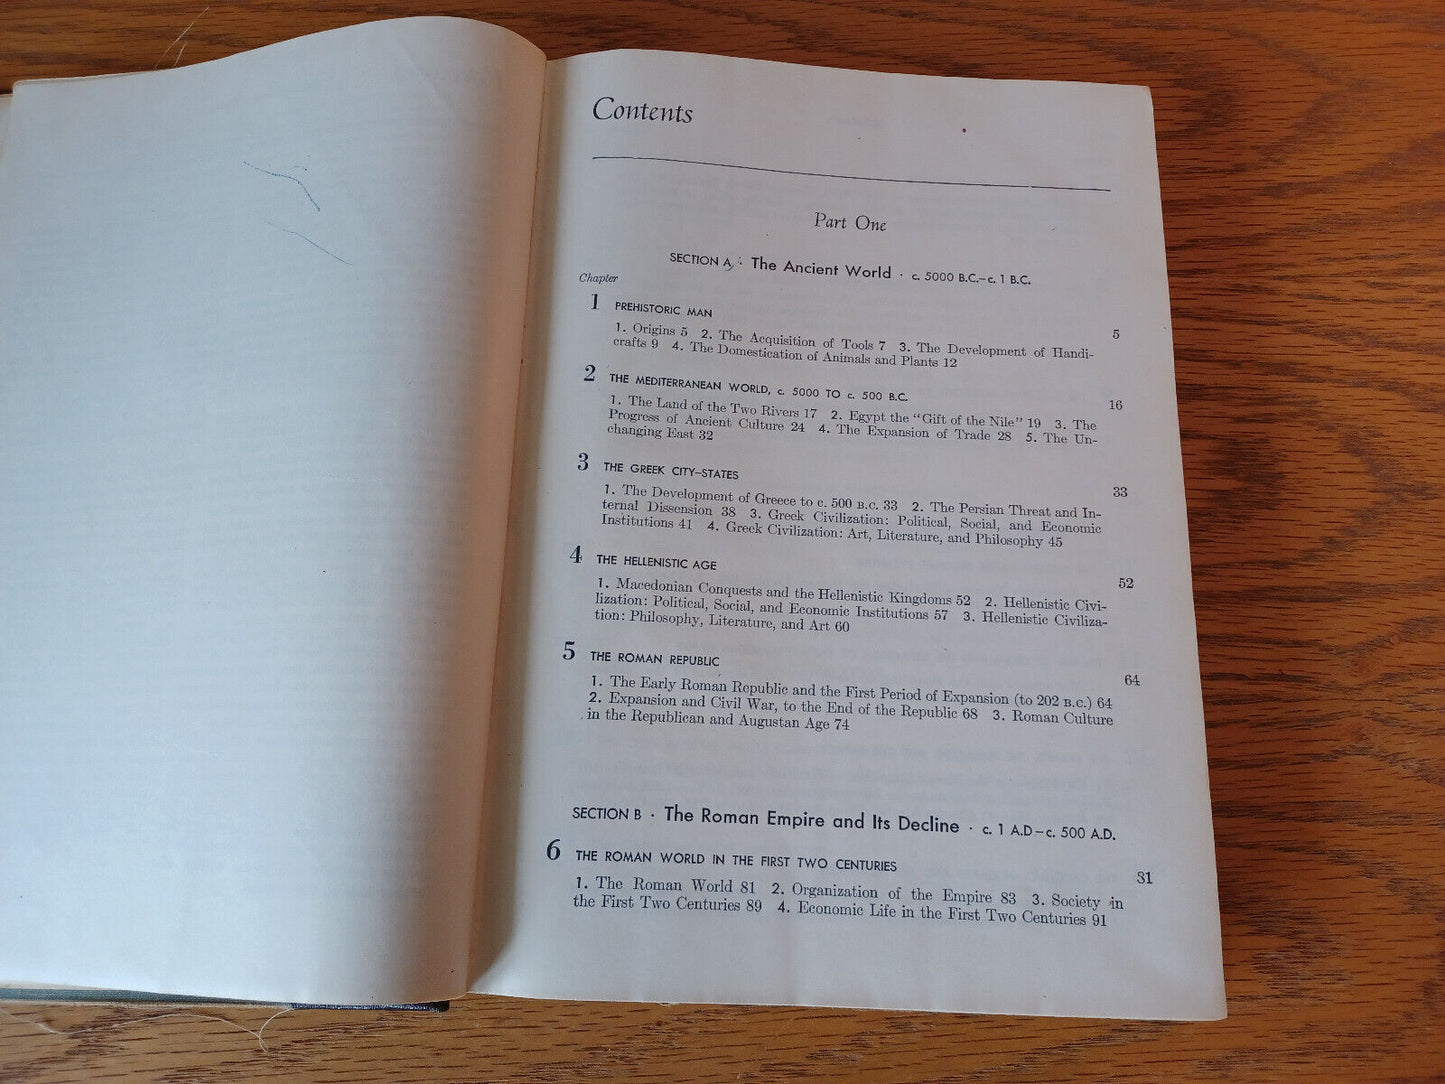 Contents
Part One
SECTION A · The Ancient World · c. 5000 B.C.–c. 1 B.C.
Chapter
1 PREHISTORIC MAN 5
1. Origins 5 2. The Acquisition of Tools 7 3. The Development of Handi-
crafts 9 4. The Domestication of Animals and Plants 12
2 THE MEDITERRANEAN WORLD, c. 5000 TO c. 500 B.C. 16
1. The Land of the Two Rivers 17 2. Egypt the “Gift of the Nile” 19 3. The
Progress of Ancient Culture 24 4. The Expansion of Trade 28 5. The Un-
changing East 32
3 THE GREEK CITY–STATES 33
1. The Development of Greece to c. 500 B.C. 33 2. The Persian Threat and In-
ternal Dissension 38 3. Greek Civilization: Political, Social, and Economic
Institutions 41 4. Greek Civilization: Art, Literature, and Philosophy 45
4 THE HELLENISTIC AGE 52
1. Macedonian Conquests and the Hellenistic Kingdoms 52 2. Hellenistic Civi-
lization: Political, Social, and Economic Institutions 57 3. Hellenistic Civiliza-
tion: Philosophy, Literature, and Art 60
5 THE ROMAN REPUBLIC 64
1. The Early Roman Republic and the First Period of Expansion (to 202 B.C.) 64
2. Expansion and Civil War, to the End of the Republic 68 3. Roman Culture
in the Republican and Augustan Age 74
SECTION B · The Roman Empire and Its Decline · c. 1 A.D–c. 500 A.D.
6 THE ROMAN WORLD IN THE FIRST TWO CENTURIES 31
1. The Roman World 81 2. Organization of the Empire 83 3. Society in
the First Two Centuries 89 4. Economic Life in the First Two Centuries 91